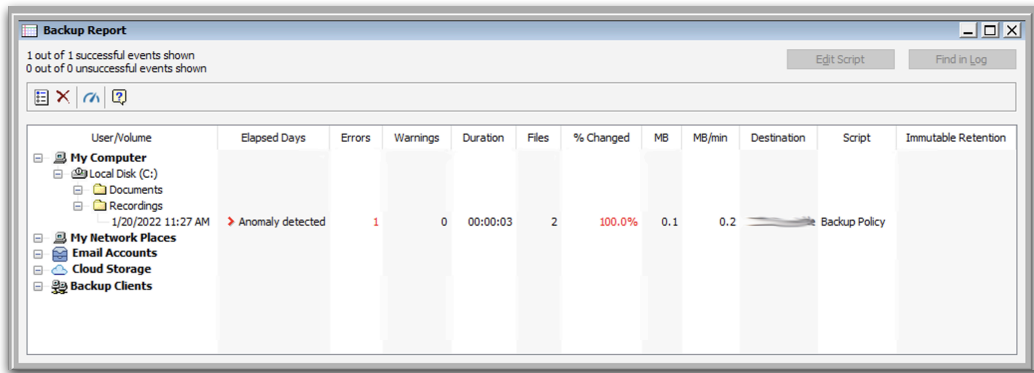 Backup Report
1 out of 1 successful events shown
0 out of 0 unsuccessful events shown
Edit Script Find in Log
User/Volume Elapsed Days Errors Warnings Duration Files % Changed MB MB/min Destination Script Immutable Retention
My Computer
Local Disk (C:)
Documents
Recordings
1/20/2022 11:27 AM Anomaly detected 1 0 00:00:03 2 100.0% 0.1 0.2 Backup Policy
My Network Places
Email Accounts
Cloud Storage
Backup Clients